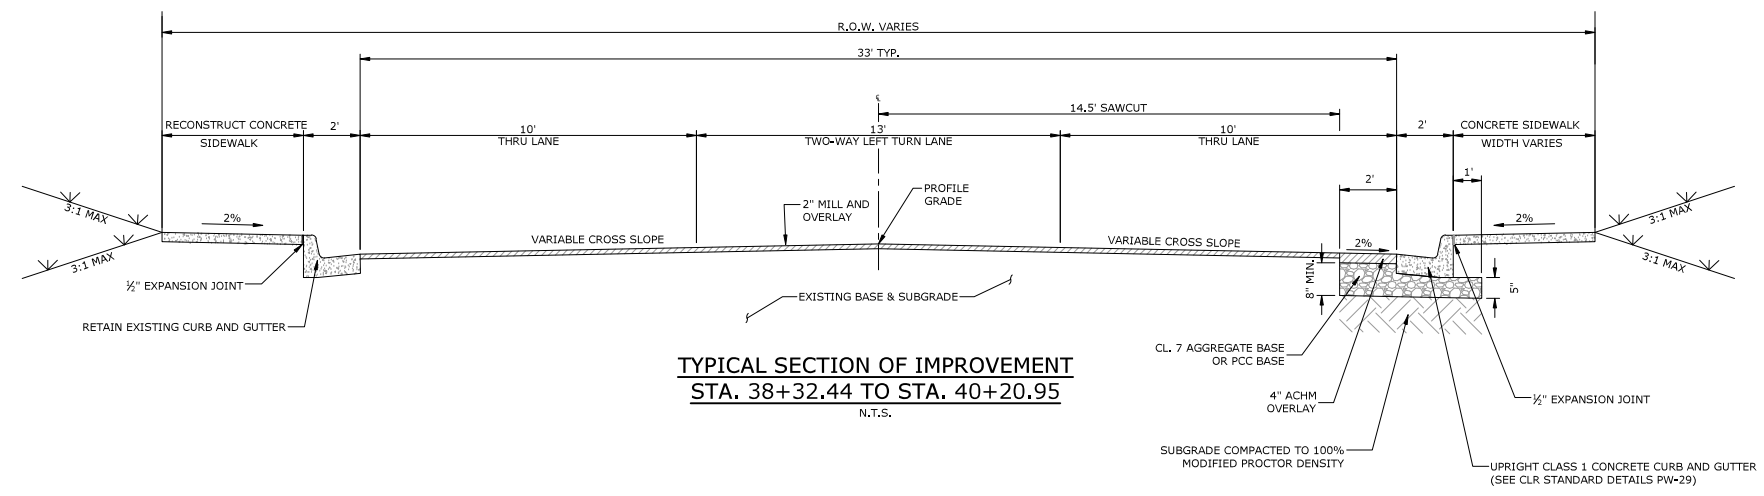 R.O.W. VARIES
33' TYP.
℄
14.5' SAWCUT
RECONSTRUCT CONCRETE
SIDEWALK
2'
10'
THRU LANE
13'
TWO-WAY LEFT TURN LANE
10'
THRU LANE
2'
CONCRETE SIDEWALK
WIDTH VARIES
2'
1'
3:1 MAX
3:1 MAX
2%
VARIABLE CROSS SLOPE
2" MILL AND
OVERLAY
PROFILE
GRADE
VARIABLE CROSS SLOPE
2%
2%
3:1 MAX
3:1 MAX
½" EXPANSION JOINT
EXISTING BASE & SUBGRADE
8" MIN.
5"
RETAIN EXISTING CURB AND GUTTER
CL. 7 AGGREGATE BASE
OR PCC BASE
4" ACHM
OVERLAY
½" EXPANSION JOINT
SUBGRADE COMPACTED TO 100%
MODIFIED PROCTOR DENSITY
UPRIGHT CLASS 1 CONCRETE CURB AND GUTTER
(SEE CLR STANDARD DETAILS PW-29)
TYPICAL SECTION OF IMPROVEMENT
STA. 38+32.44 TO STA. 40+20.95
N.T.S.